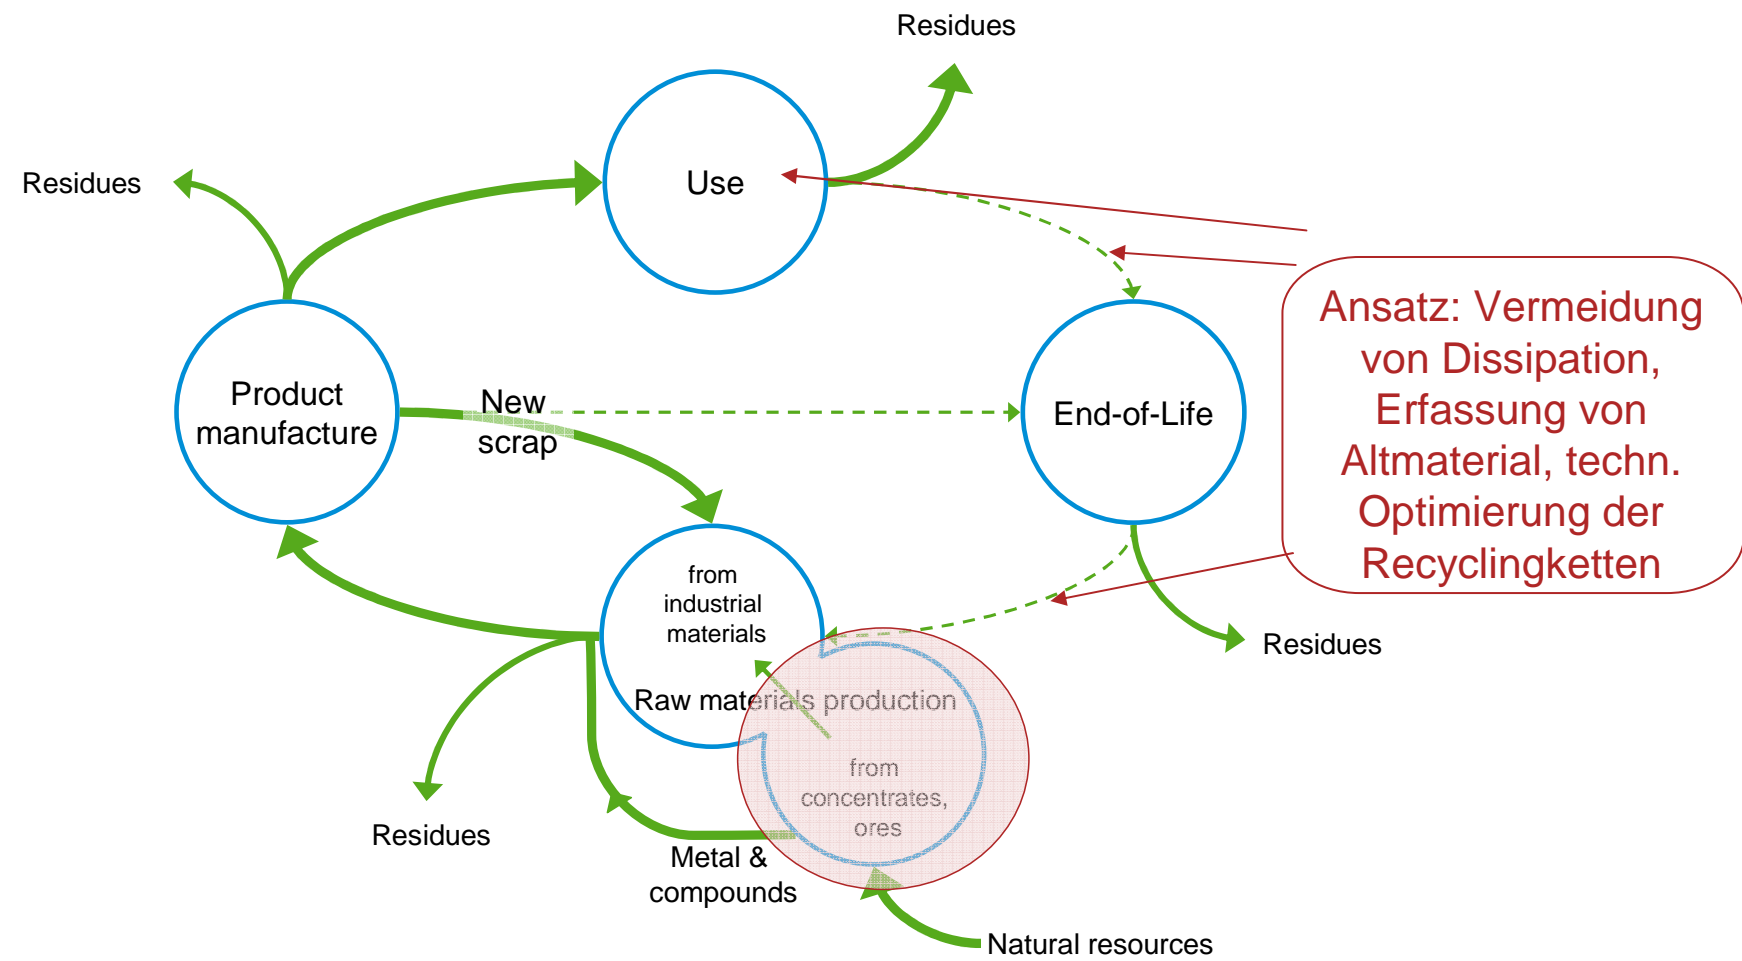 Residues
Residues
Use
Product
manufacture
New
scrap
End-of-Life
Ansatz: Vermeidung
von Dissipation,
Erfassung von
Altmaterial, techn.
Optimierung der
Recyclingketten
from
industrial
materials
Raw materials production
Residues
from
concentrates,
ores
Residues
Metal &
compounds
Natural resources